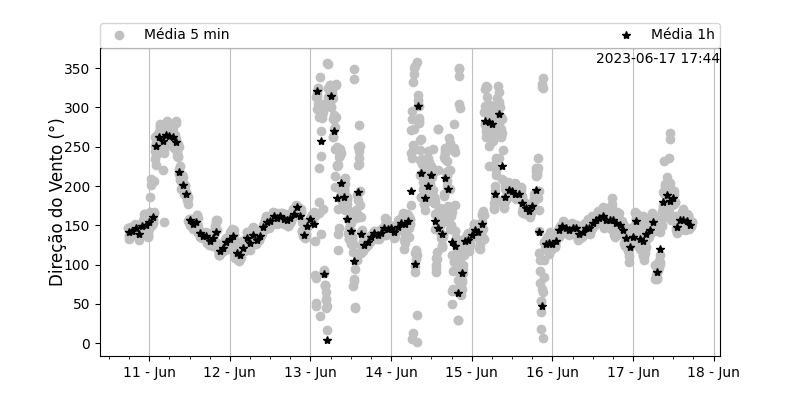 Média 5 min
Média 1h
2023-06-17 17:44
Direção do Vento (°)
350
300
250
200
150
100
50
0
11 - Jun
12 - Jun
13 - Jun
14 - Jun
15 - Jun
16 - Jun
17 - Jun
18 - Jun